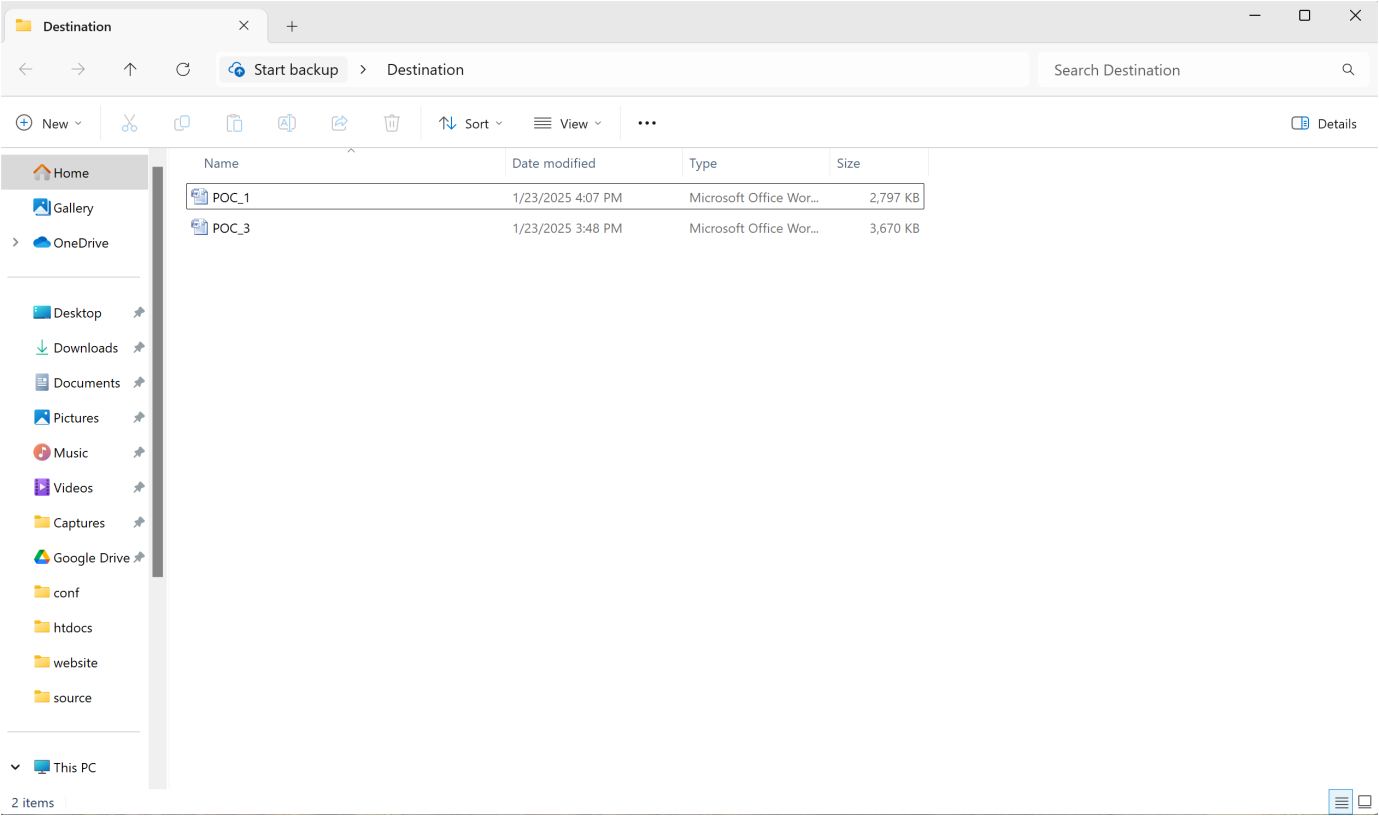 Destination
Start backup
Destination
Search Destination
New
Sort
View
Details
Name Date modified Type Size
Home
Gallery
OneDrive
Desktop
Downloads
Documents
Pictures
Music
Videos
Captures
Google Drive
conf
htdocs
website
source
This PC
POC_1 1/23/2025 4:07 PM Microsoft Office Wor... 2,797 KB
POC_3 1/23/2025 3:48 PM Microsoft Office Wor... 3,670 KB
2 items